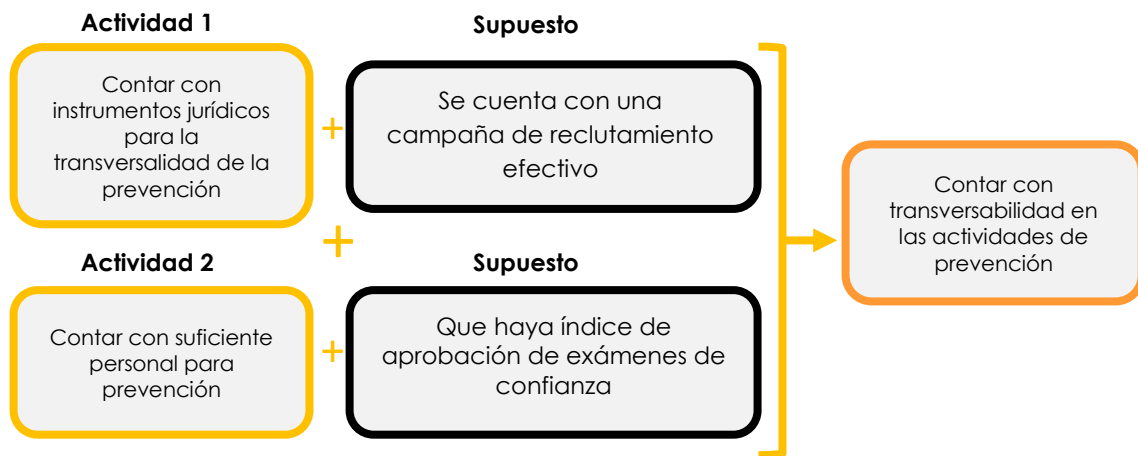 Actividad 1
Supuesto
Contar con
instrumentos jurídicos
para la
transversalidad de la
prevención
+
Se cuenta con una
campaña de reclutamiento
efectivo
+
Contar con
transversabilidad en
las actividades de
prevención
Actividad 2
Supuesto
Contar con suficiente
personal para
prevención
+
Que haya índice de
aprobación de exámenes de
confianza